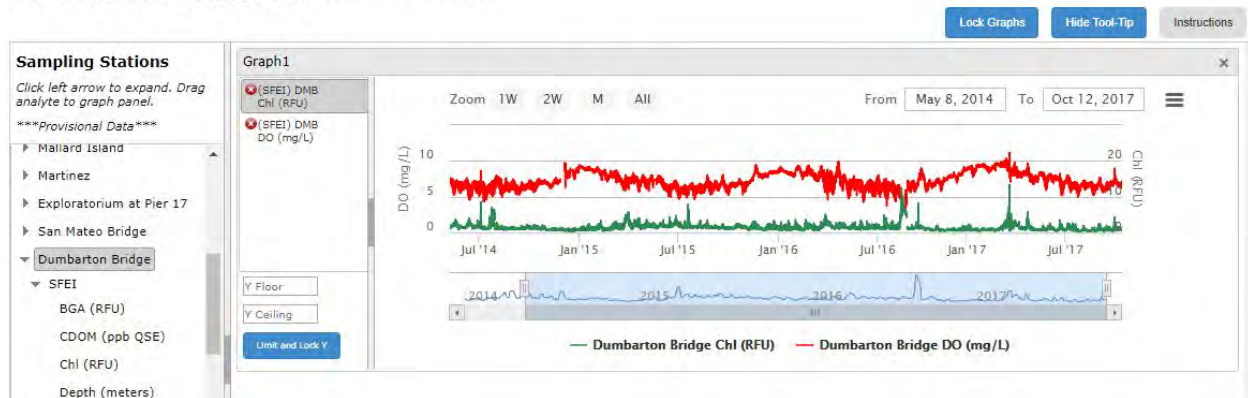 Lock Graphs
Hide Tool-Tip
Instructions
Sampling Stations
Click left arrow to expand. Drag
analyte to graph panel.
***Provisional Data***
Mallard Island
Martinez
Exploratorium at Pier 17
San Mateo Bridge
Dumbarton Bridge
SFEI
BGA (RFU)
CDOM (ppb QSE)
Chl (RFU)
Depth (meters)
Graph1
(SFEI) DMB
Chl (RFU)
(SFEI) DMB
DO (mg/L)
Y Floor
Y Ceiling
Limit and Lock Y
Zoom 1W 2W M All
From May 8, 2014 To Oct 12, 2017
DO (mg/L)
10
5
0
20
10
0
Chl (RFU)
Jul '14 Jan '15 Jul '15 Jan '16 Jul '16 Jan '17 Jul '17
2014 2015 2016 2017
Dumbarton Bridge Chl (RFU) Dumbarton Bridge DO (mg/L)